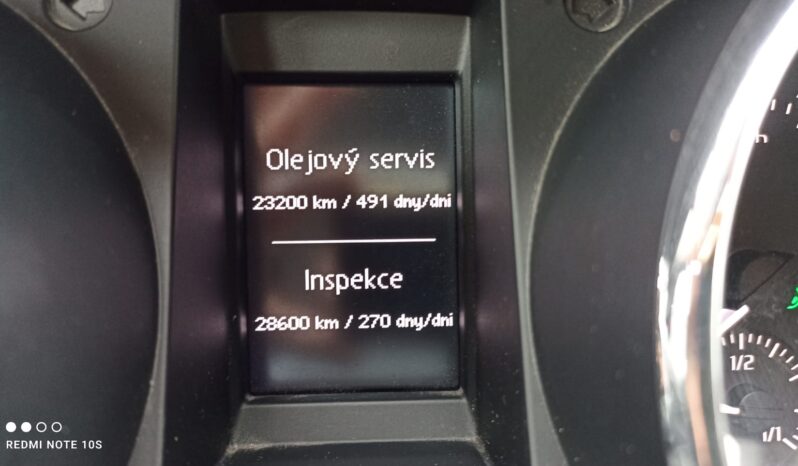 Olejový servis
23200 km / 491 dny/dní
Inspekce
28600 km / 270 dny/dní
1/2
1/1
REDMI NOTE 10S